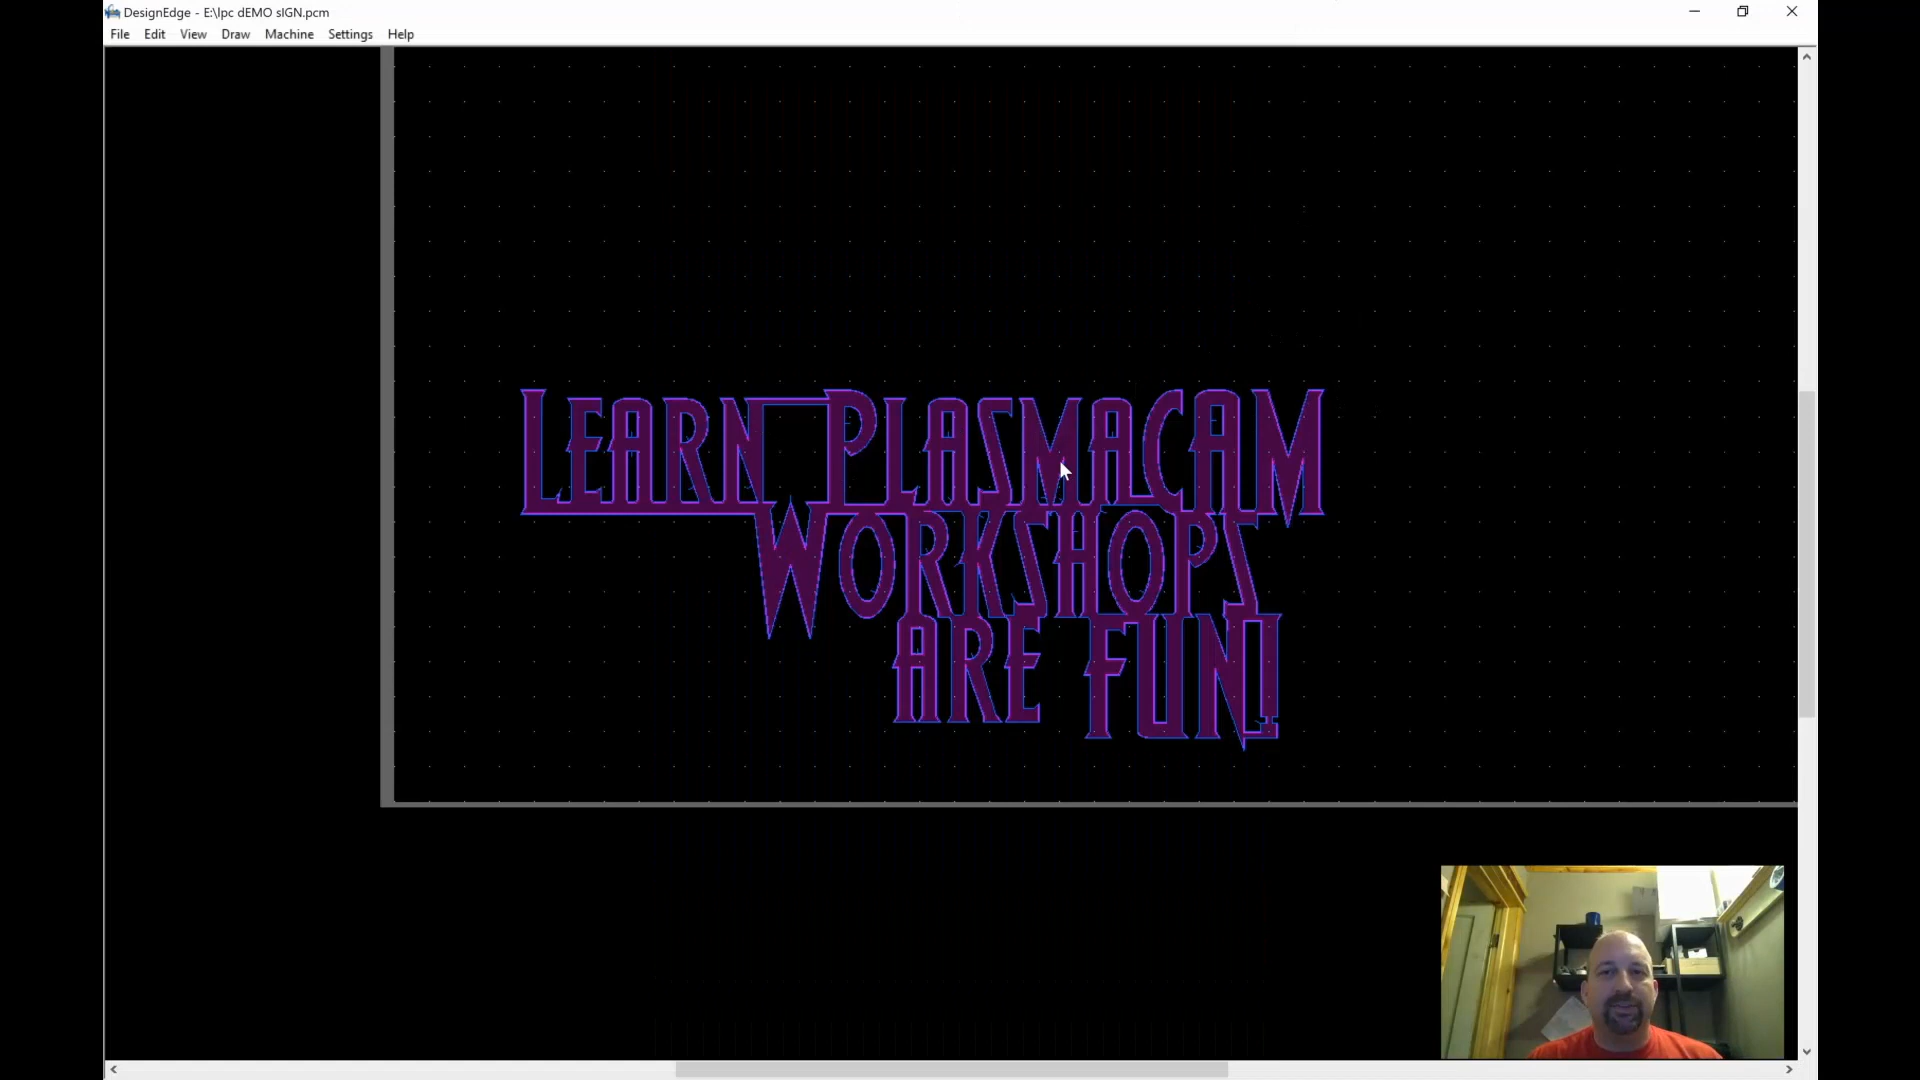 DesignEdge - E:\lpc dEMO sIGN.pcm
File Edit View Draw Machine Settings Help
LEARN PLASMACAM
WORKSHOPS
ARE FUN!